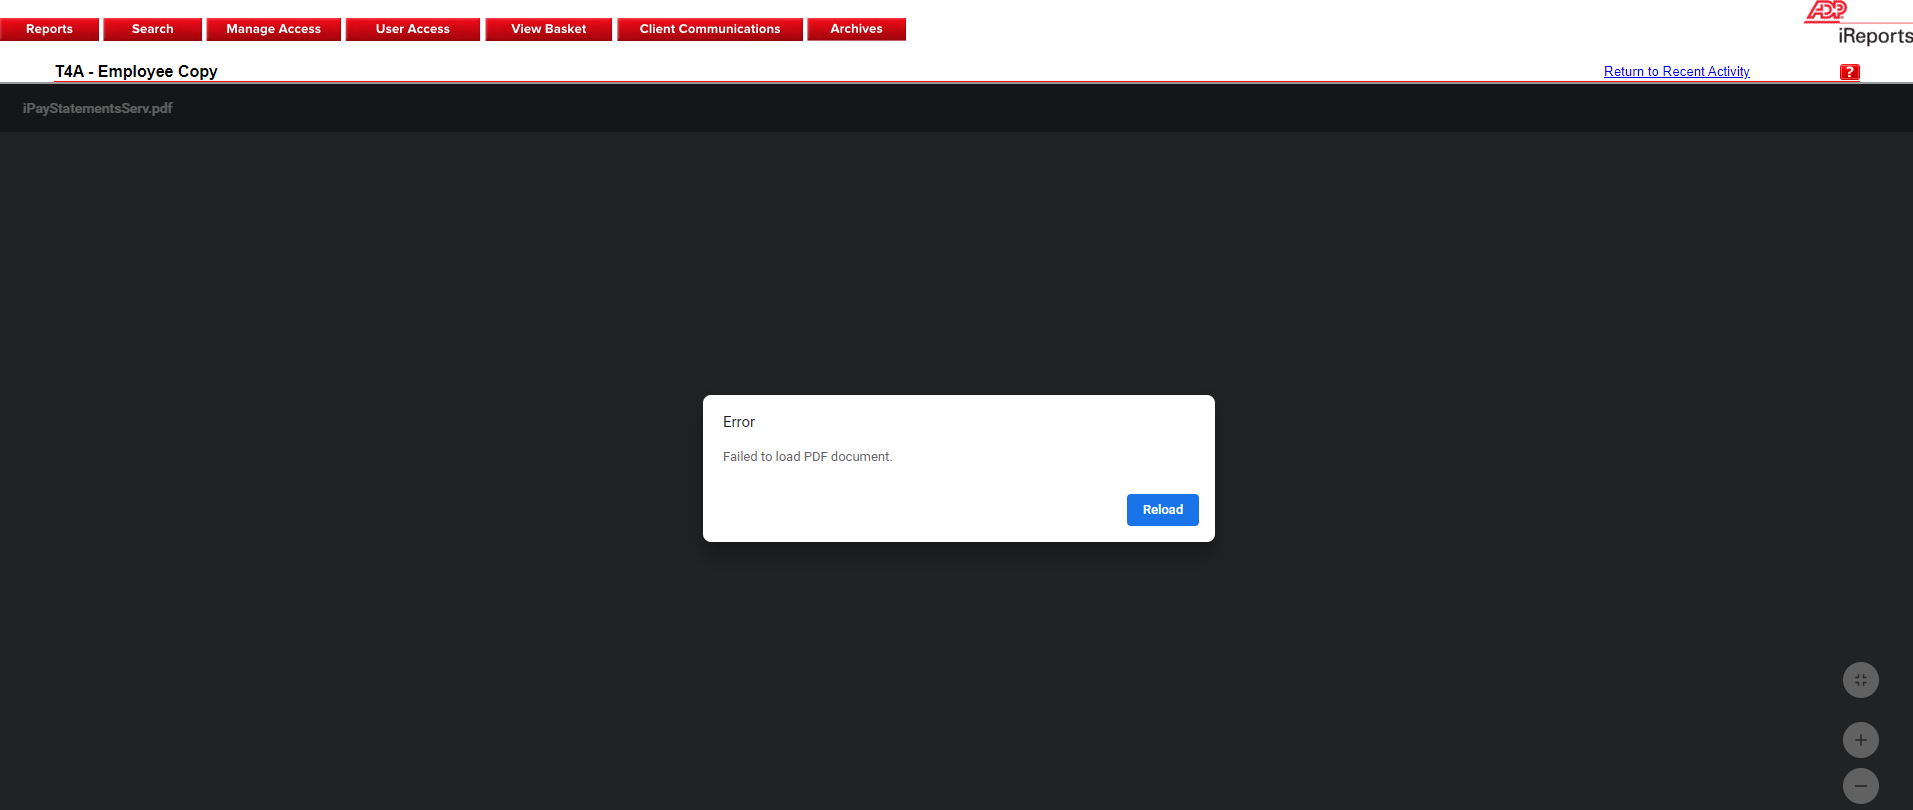 Reports Search Manage Access User Access View Basket Client Communications Archives
ADP
iReports
T4A - Employee Copy Return to Recent Activity ?
iPayStatementsServ.pdf
Error
Failed to load PDF document.
Reload